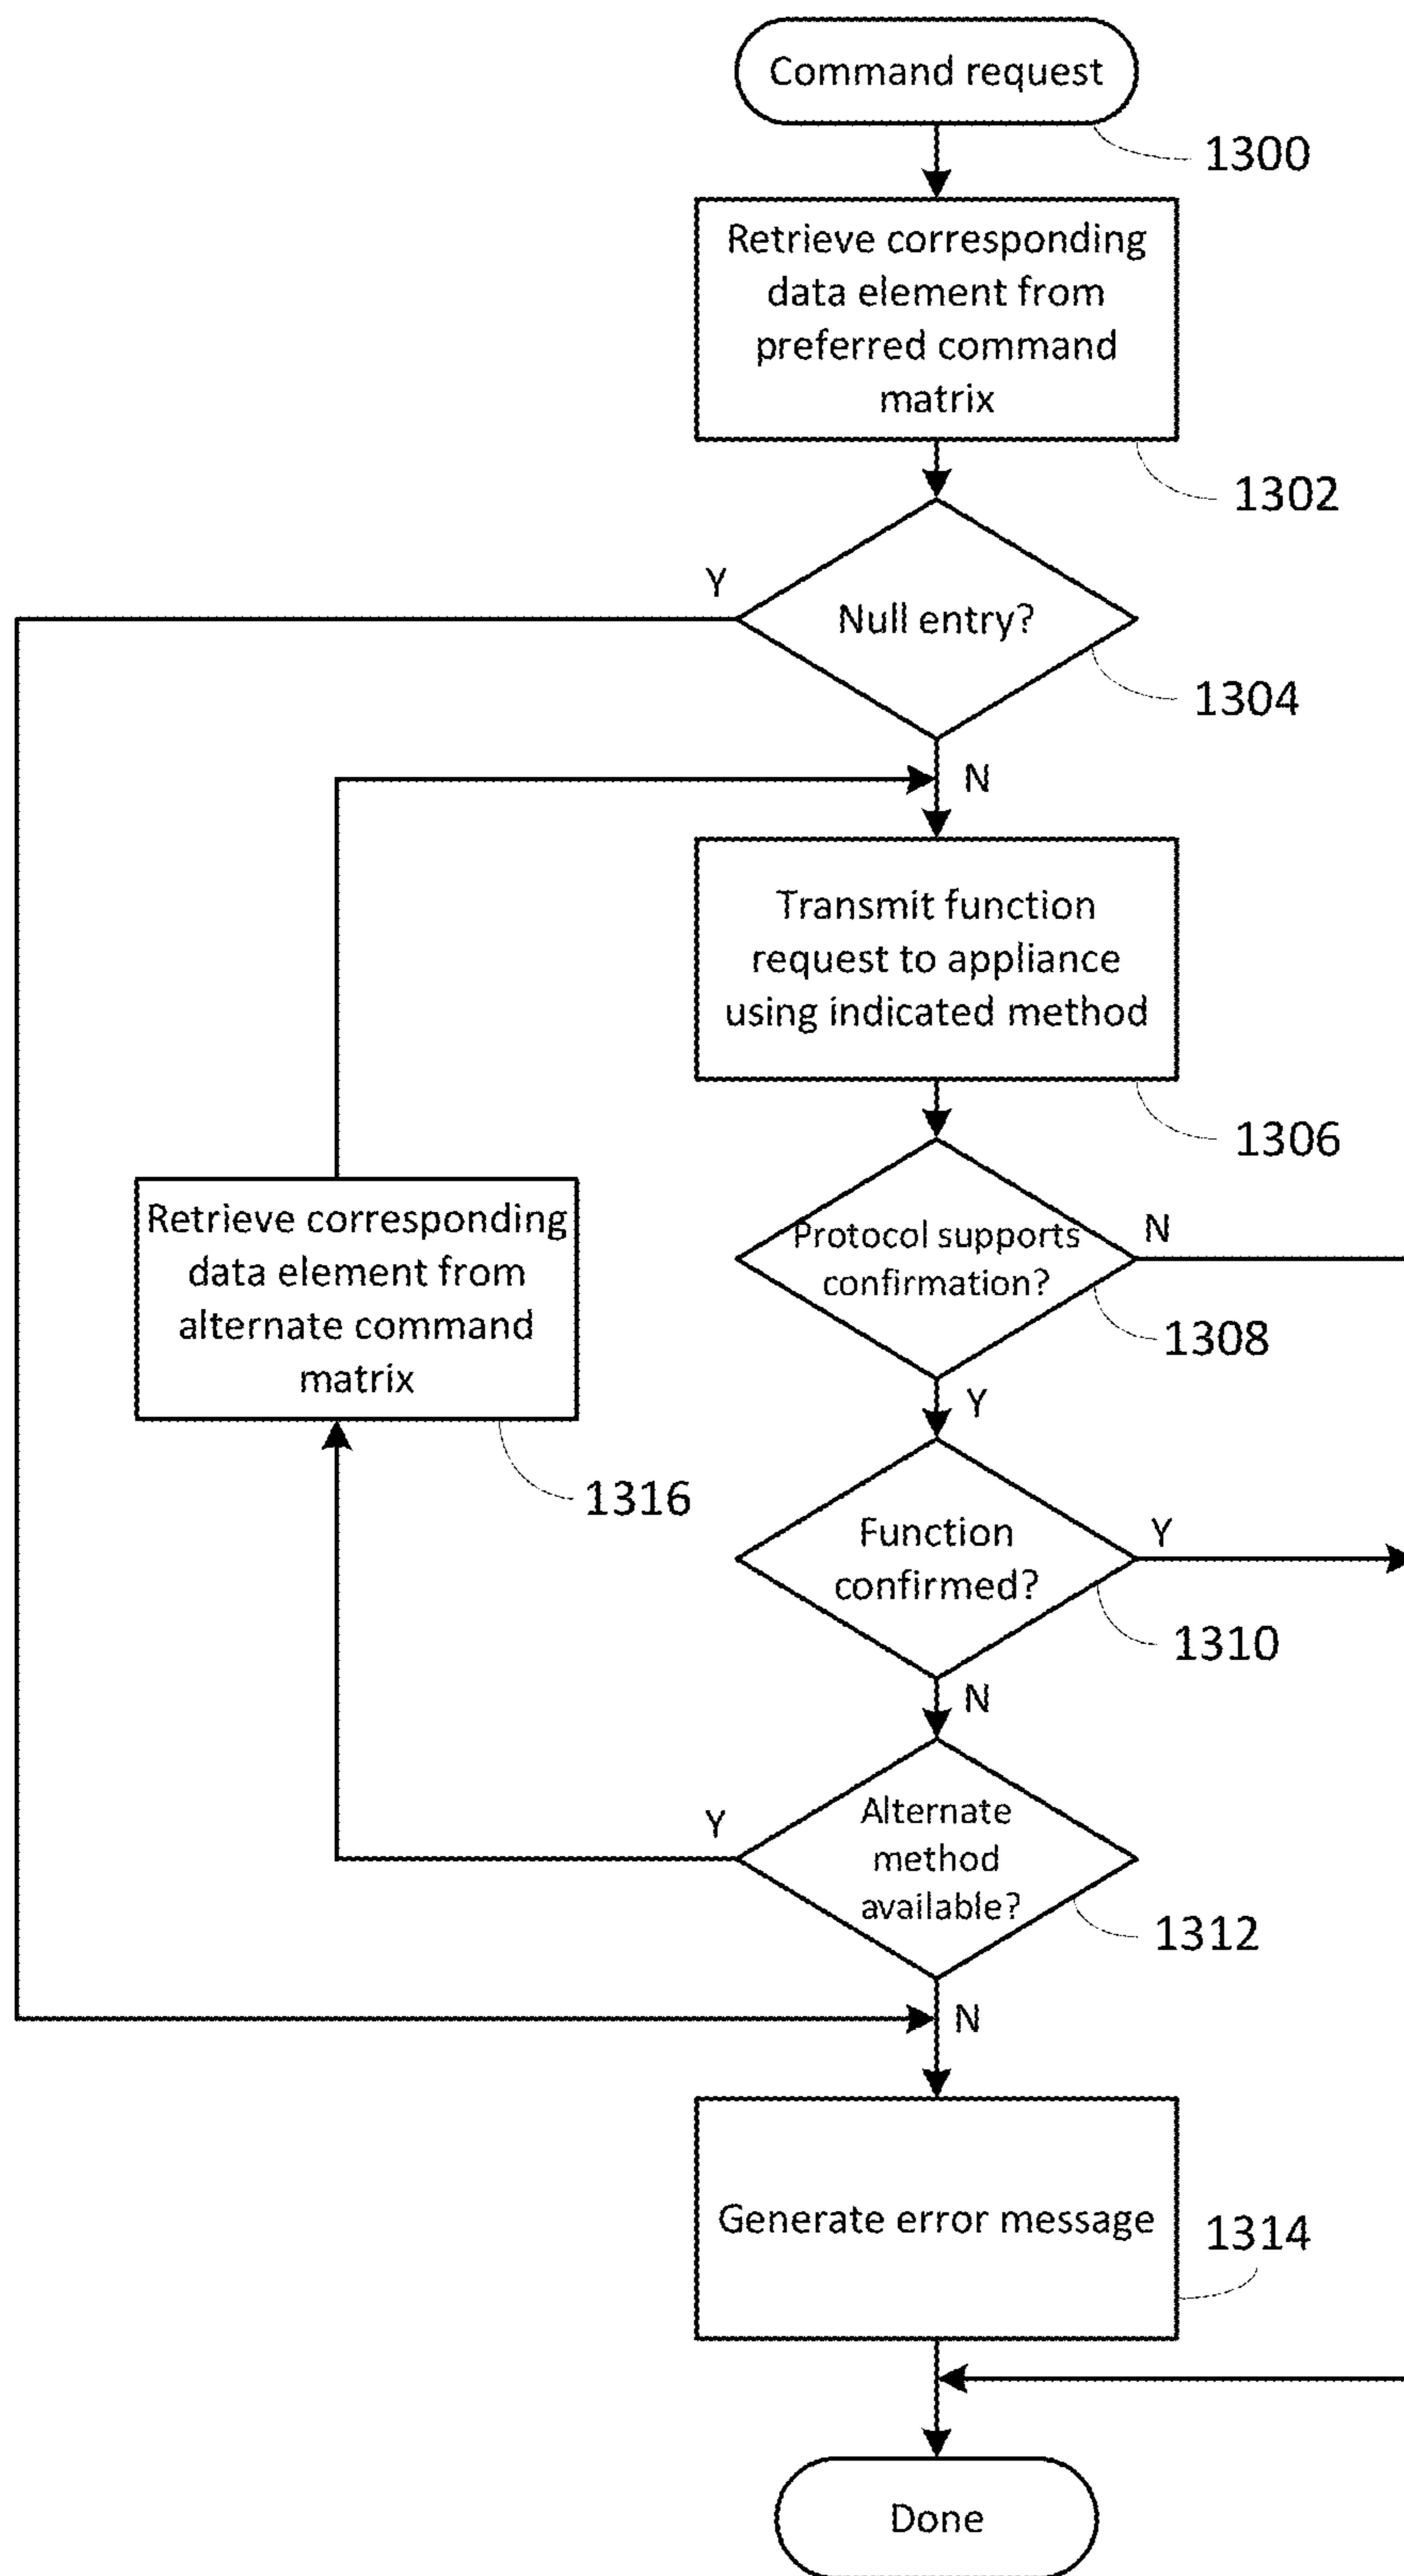 Command request
1300
Retrieve corresponding
data element from
preferred command
matrix
1302
Y
Null entry?
1304
N
Transmit function
request to appliance
using indicated method
1306
Retrieve corresponding
data element from
alternate command
matrix
1316
Protocol supports
confirmation?
N
1308
Y
Function
confirmed?
Y
1310
N
Y
Alternate
method
available?
1312
N
Generate error message
1314
Done